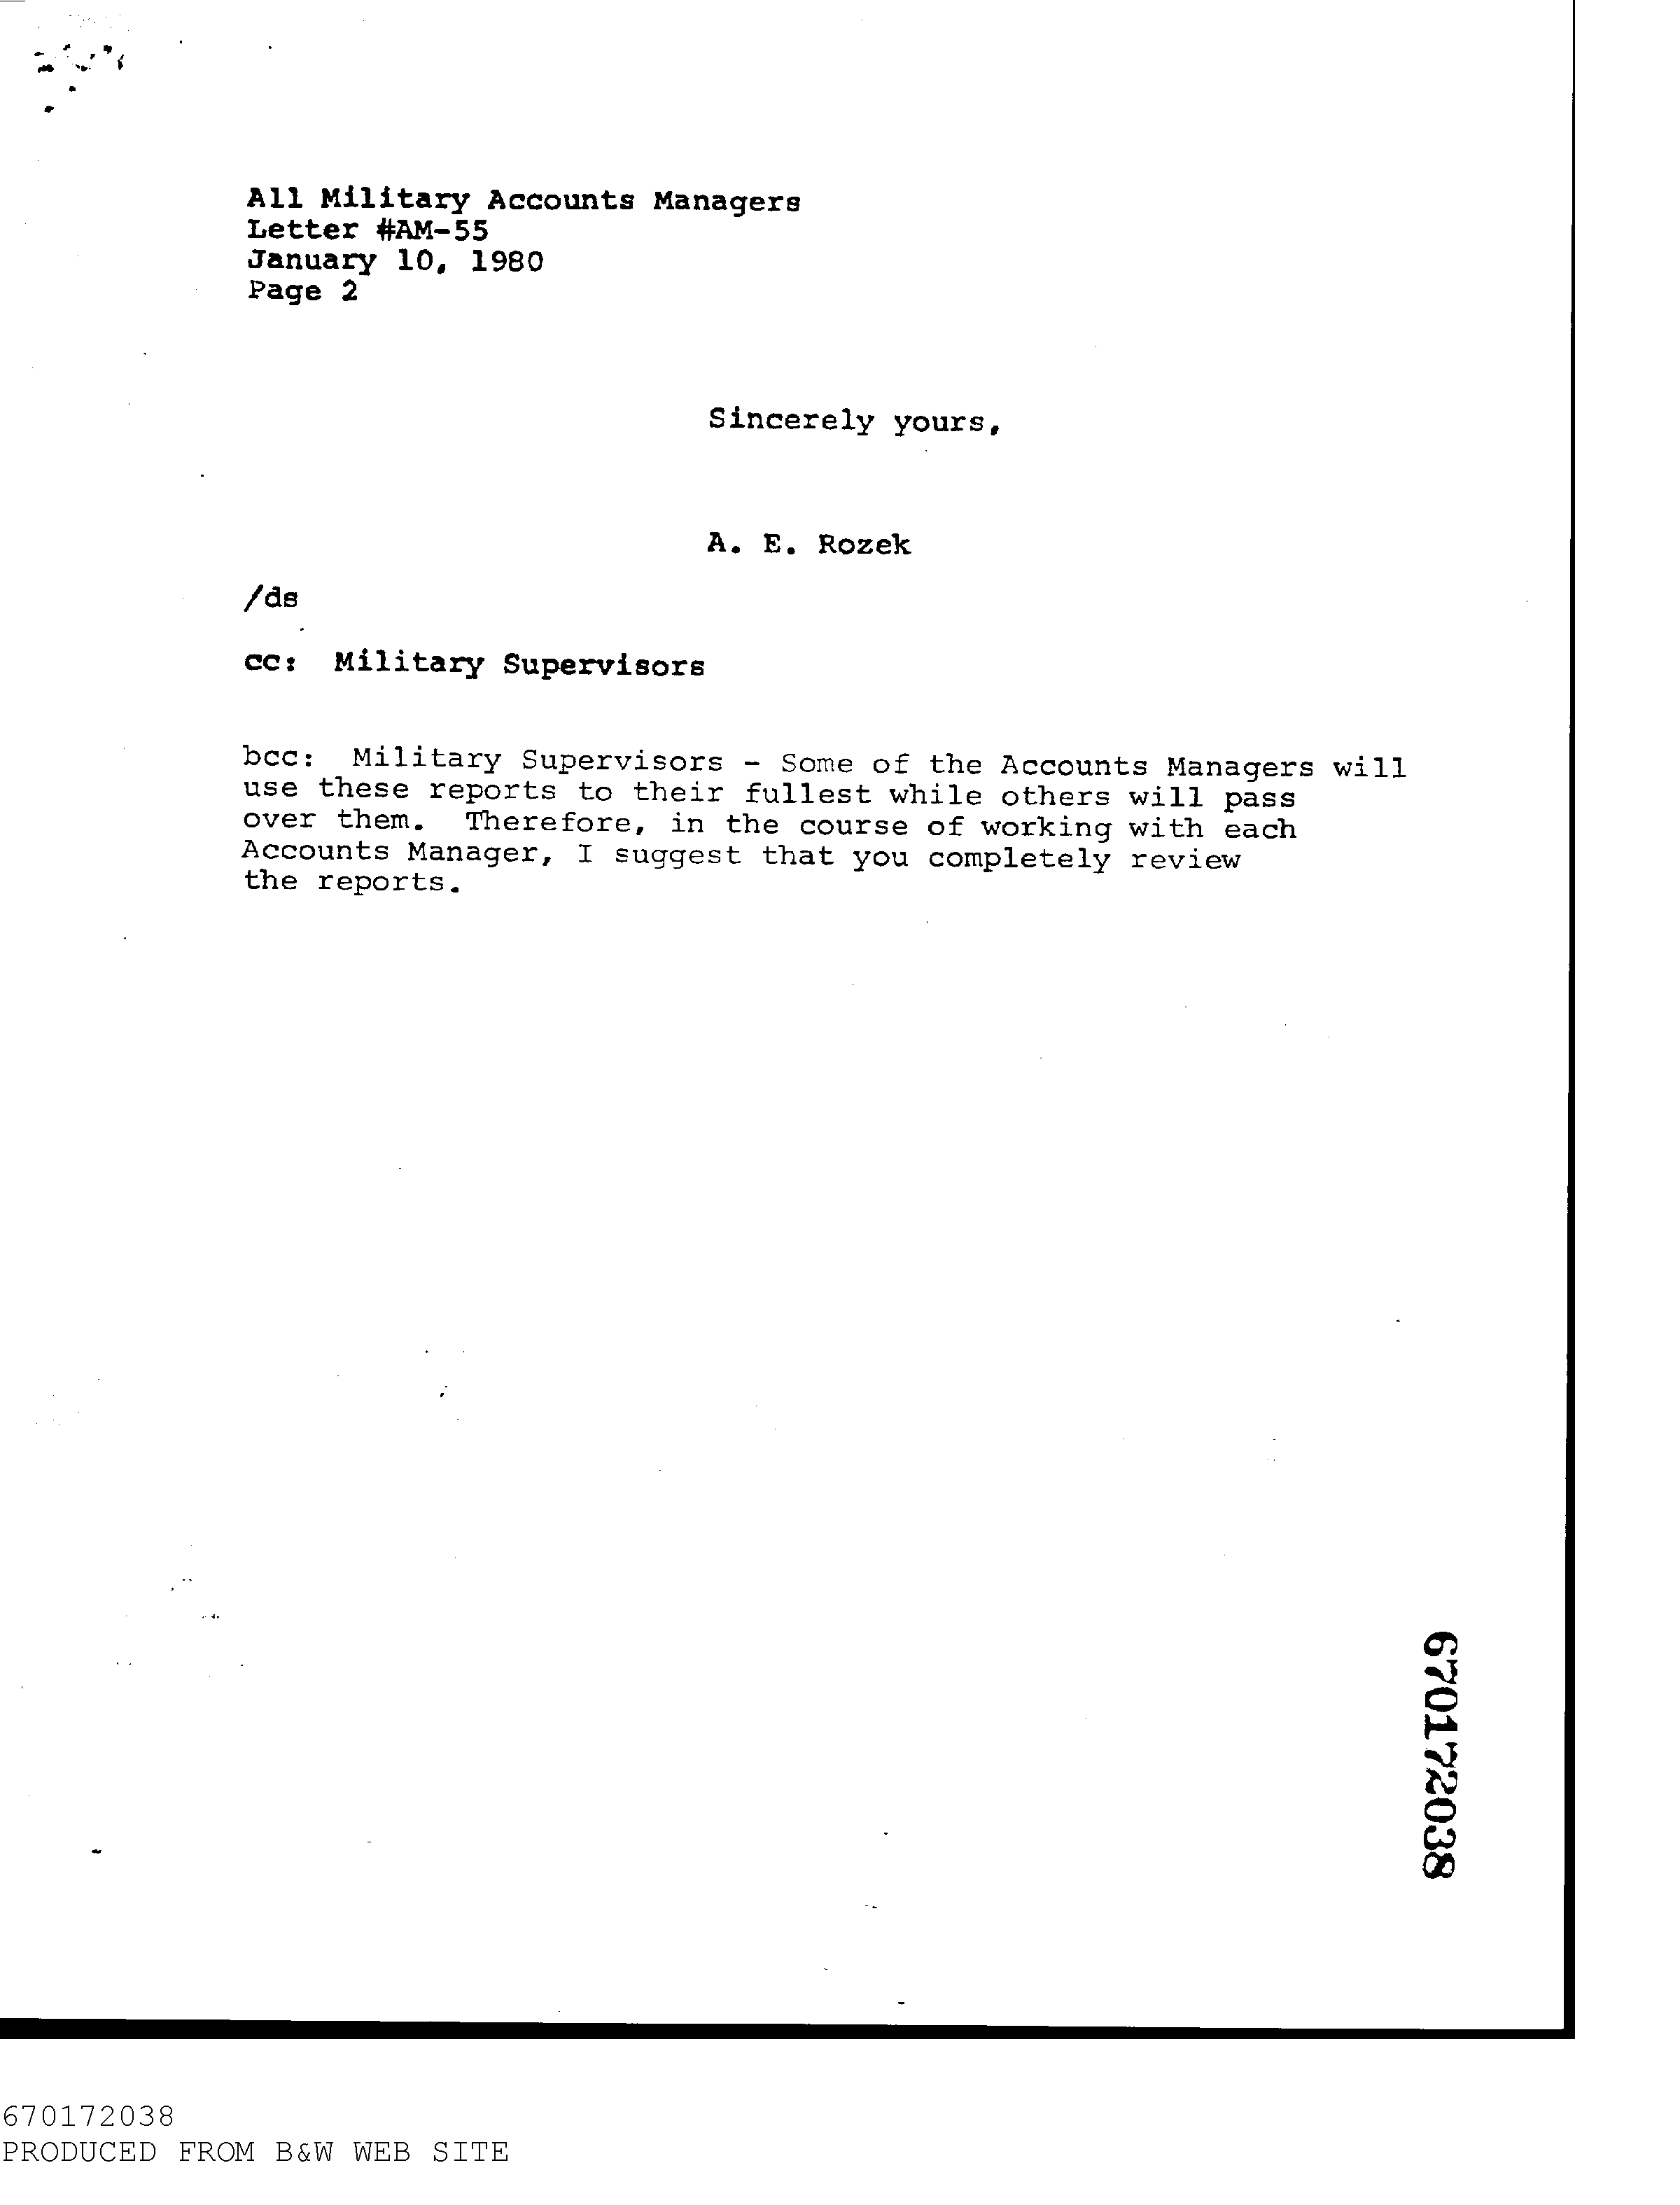 All Military Accounts Managers
Letter #AM-55
January 10, 1980
Page 2
Sincerely yours,
A. E. Rozek
/ds
cc: Military Supervisors
bcc: Military Supervisors - Some of the Accounts Managers will
use these reports to their fullest while others will pass
over them. Therefore, in the course of working with each
Accounts Manager, I suggest that you completely review
the reports.
670172038
670172038
PRODUCED FROM B&W WEB SITE